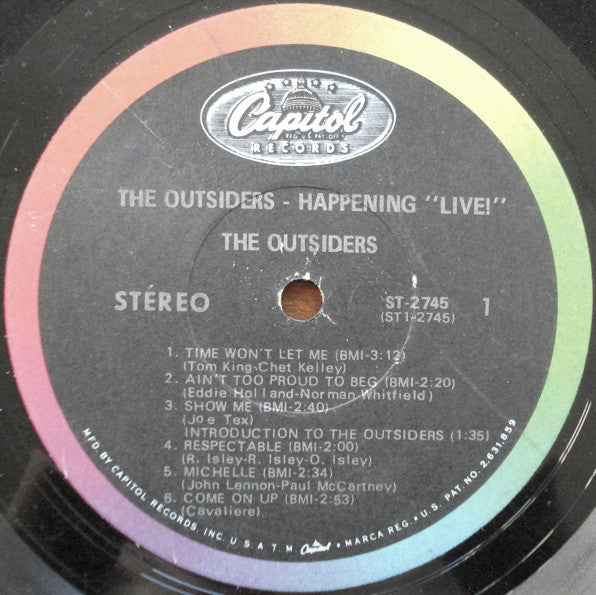 Capitol
REG. U.S. PAT. OFF.
RECORDS
THE OUTSIDERS - HAPPENING "LIVE!"
THE OUTSIDERS
STEREO
ST-2745
(ST1-2745)
1
1. TIME WON'T LET ME (BMI-3:12)
(Tom King-Chet Kelley)
2. AIN'T TOO PROUD TO BEG (BMI-2:20)
(Eddie Holland-Norman Whitfield)
3. SHOW ME (BMI-2:40)
(Joe Tex)
INTRODUCTION TO THE OUTSIDERS (1:35)
4. RESPECTABLE (BMI-2:00)
(R. Isley-R. Isley-O. Isley)
5. MICHELLE (BMI-2:34)
(John Lennon-Paul McCartney)
6. COME ON UP (BMI-2:53)
(Cavaliere)
MFD. BY CAPITOL RECORDS, INC. U.S.A. T.M. Capitol • MARCA REG. • U.S. PAT. NO. 2,631,859